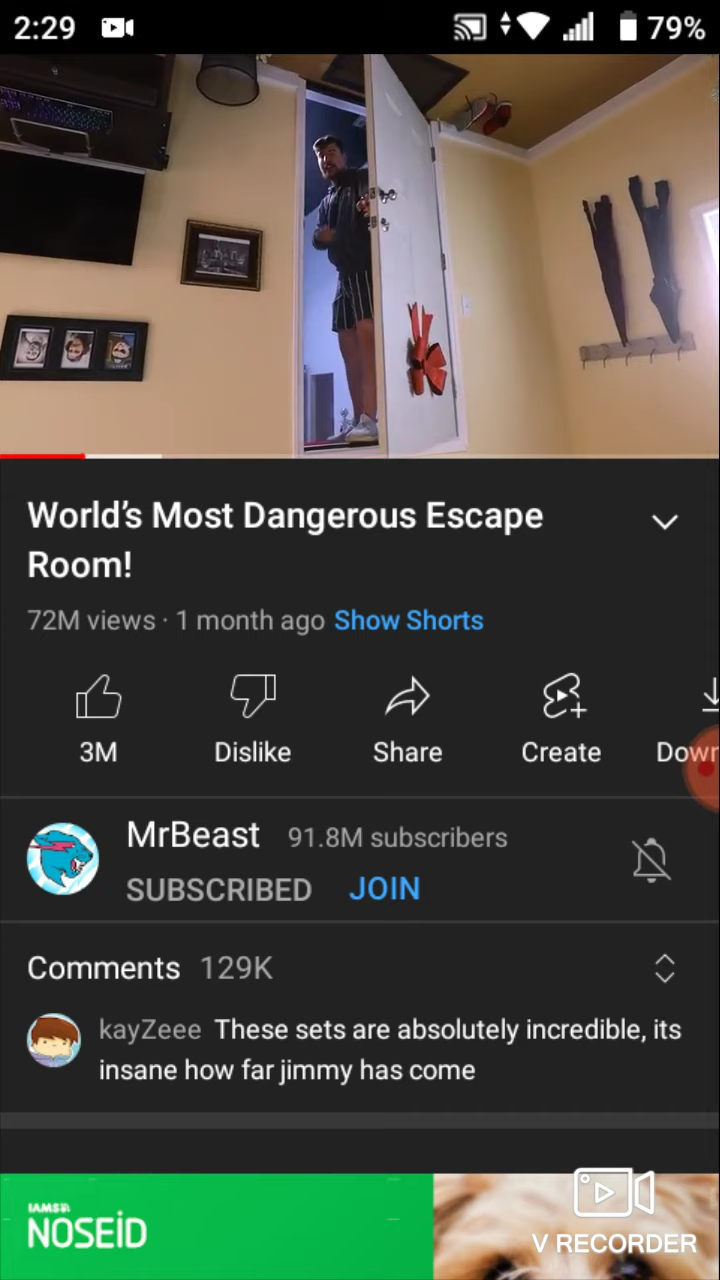 2:29 79%
World's Most Dangerous Escape
Room!
72M views · 1 month ago Show Shorts
3M Dislike Share Create Down
MrBeast 91.8M subscribers
SUBSCRIBED JOIN
Comments 129K
kayZeee These sets are absolutely incredible, its
insane how far jimmy has come
IAMS
NOSEiD
V RECORDER